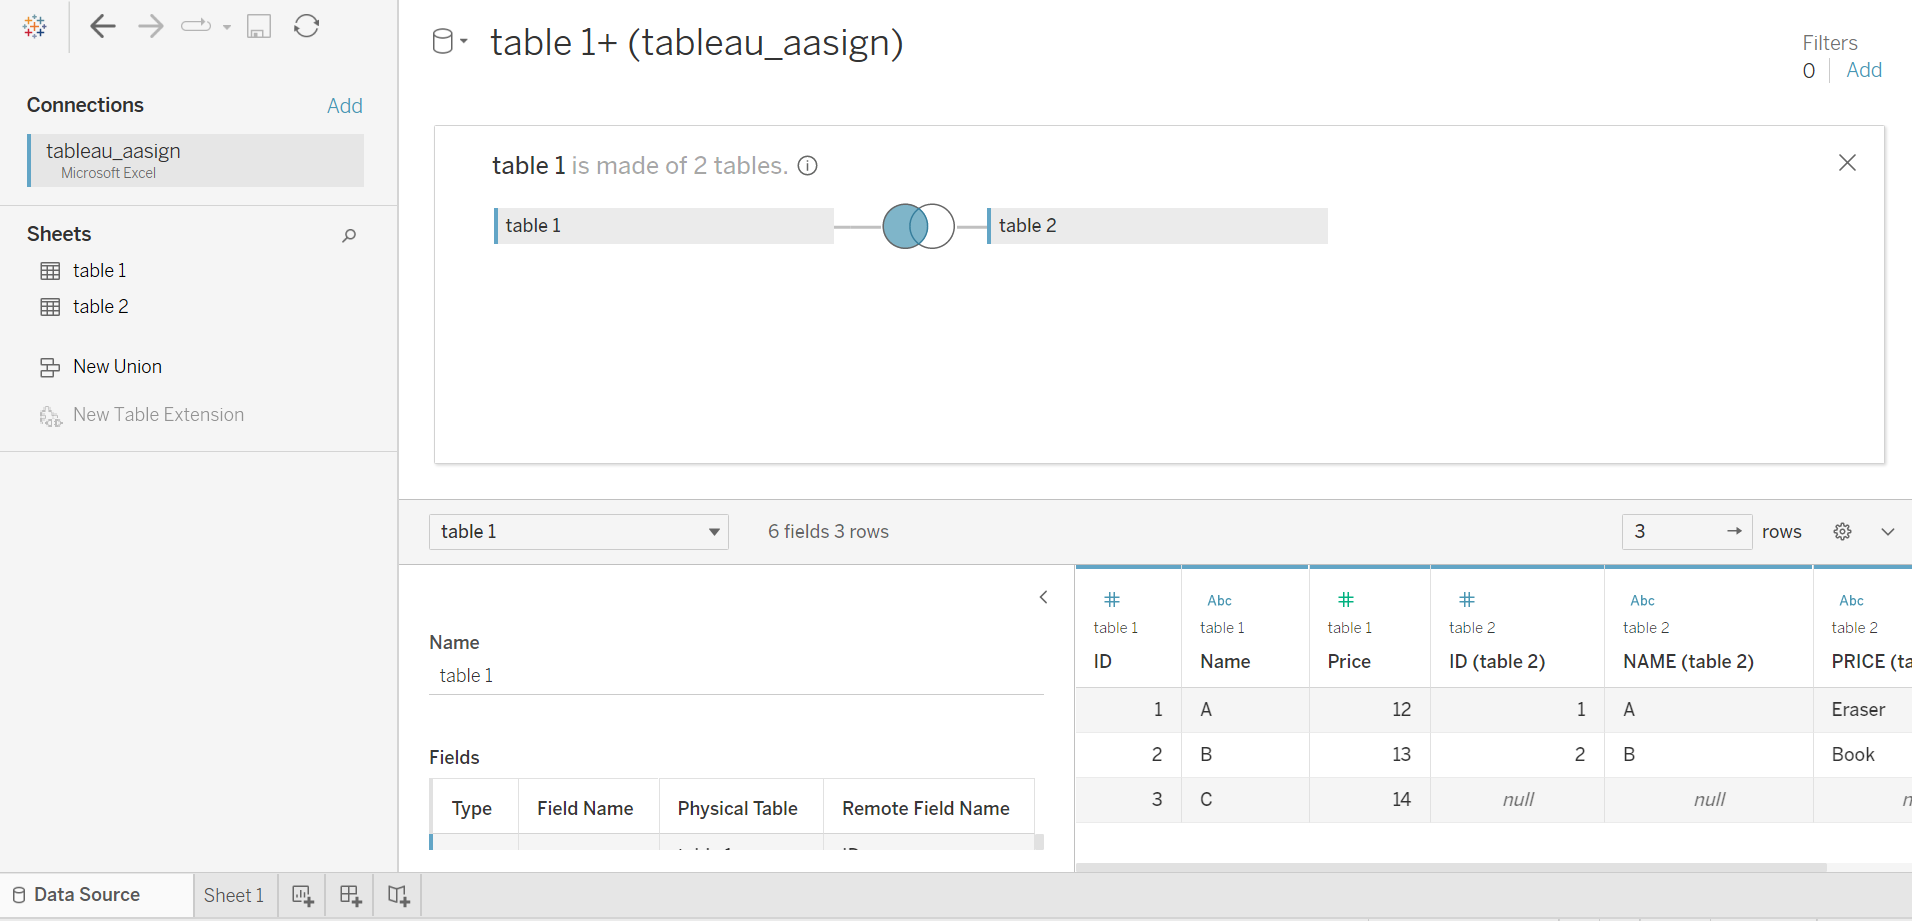 table 1+ (tableau_aasign)
Filters
0 Add
Connections Add
tableau_aasign
Microsoft Excel
Sheets
table 1
table 2
New Union
New Table Extension
table 1 is made of 2 tables.
table 1 table 2
table 1 6 fields 3 rows 3 → rows
Name
table 1
Fields
Type Field Name Physical Table Remote Field Name
# Abc # # Abc Abc
table 1 table 1 table 1 table 2 table 2 table 2
ID Name Price ID (table 2) NAME (table 2) PRICE (ta
1 A 12 1 A Eraser
2 B 13 2 B Book
3 C 14 null null n
Data Source Sheet 1